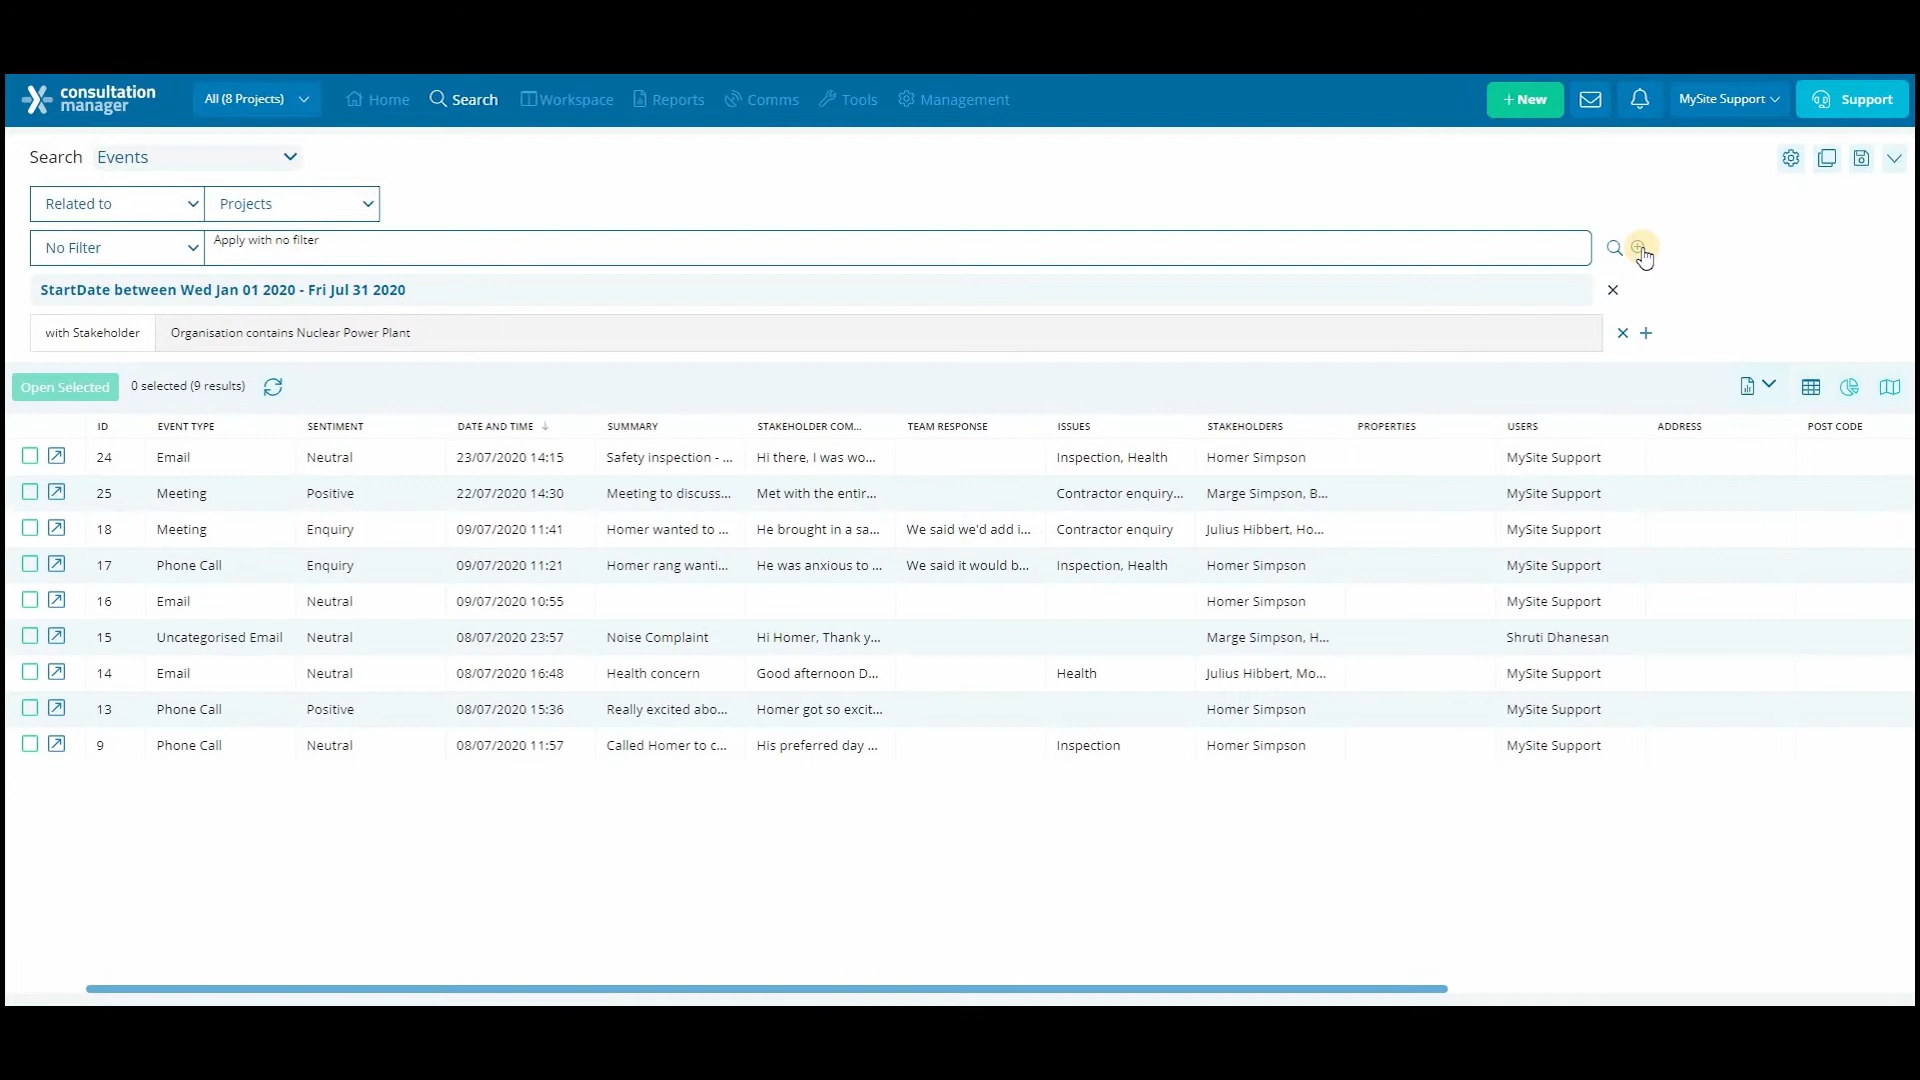 consultation
manager
All (8 Projects)
Home
Search
Workspace
Reports
Comms
Tools
Management
+ New
MySite Support
Support
Search Events
Related to Projects
No Filter Apply with no filter
StartDate between Wed Jan 01 2020 - Fri Jul 31 2020
with Stakeholder Organisation contains Nuclear Power Plant
Open Selected 0 selected (9 results)
ID EVENT TYPE SENTIMENT DATE AND TIME SUMMARY STAKEHOLDER COM... TEAM RESPONSE ISSUES STAKEHOLDERS PROPERTIES USERS ADDRESS POST CODE
24 Email Neutral 23/07/2020 14:15 Safety inspection - ... Hi there, I was wo... Inspection, Health Homer Simpson MySite Support
25 Meeting Positive 22/07/2020 14:30 Meeting to discuss... Met with the entir... Contractor enquiry... Marge Simpson, B... MySite Support
18 Meeting Enquiry 09/07/2020 11:41 Homer wanted to ... He brought in a sa... We said we'd add i... Contractor enquiry Julius Hibbert, Ho... MySite Support
17 Phone Call Enquiry 09/07/2020 11:21 Homer rang wanti... He was anxious to ... We said it would b... Inspection, Health Homer Simpson MySite Support
16 Email Neutral 09/07/2020 10:55 Homer Simpson MySite Support
15 Uncategorised Email Neutral 08/07/2020 23:57 Noise Complaint Hi Homer, Thank y... Marge Simpson, H... Shruti Dhanesan
14 Email Neutral 08/07/2020 16:48 Health concern Good afternoon D... Health Julius Hibbert, Mo... MySite Support
13 Phone Call Positive 08/07/2020 15:36 Really excited abo... Homer got so excit... Homer Simpson MySite Support
9 Phone Call Neutral 08/07/2020 11:57 Called Homer to c... His preferred day ... Inspection Homer Simpson MySite Support